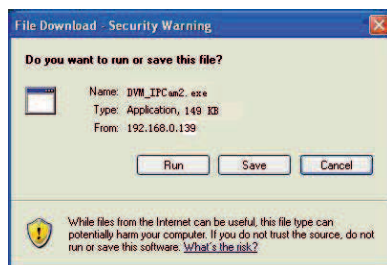 File Download - Security Warning
Do you want to run or save this file?
Name: DVM_IPCam2.exe
Type: Application, 149 KB
From: 192.168.0.139
Run Save Cancel
While files from the Internet can be useful, this file type can
potentially harm your computer. If you do not trust the source, do not
run or save this software. What's the risk?